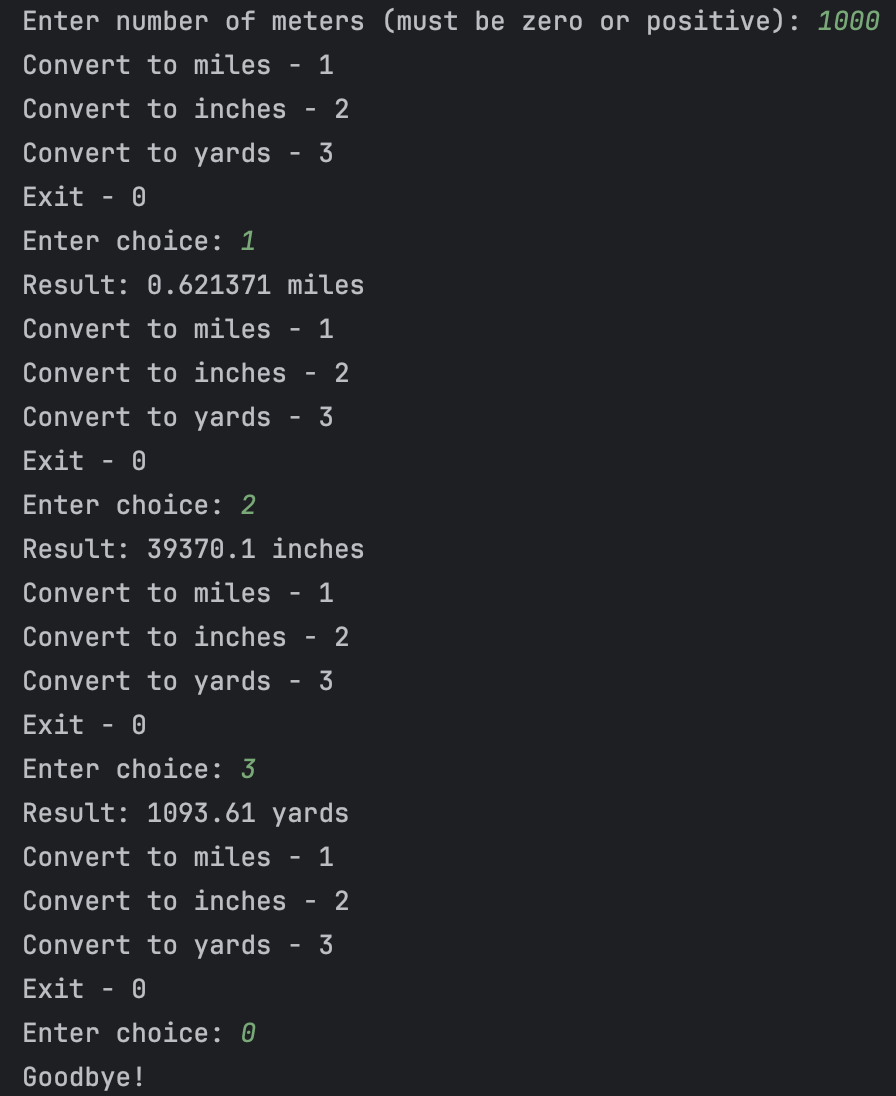 Enter number of meters (must be zero or positive): 1000
Convert to miles - 1
Convert to inches - 2
Convert to yards - 3
Exit - 0
Enter choice: 1
Result: 0.621371 miles
Convert to miles - 1
Convert to inches - 2
Convert to yards - 3
Exit - 0
Enter choice: 2
Result: 39370.1 inches
Convert to miles - 1
Convert to inches - 2
Convert to yards - 3
Exit - 0
Enter choice: 3
Result: 1093.61 yards
Convert to miles - 1
Convert to inches - 2
Convert to yards - 3
Exit - 0
Enter choice: 0
Goodbye!